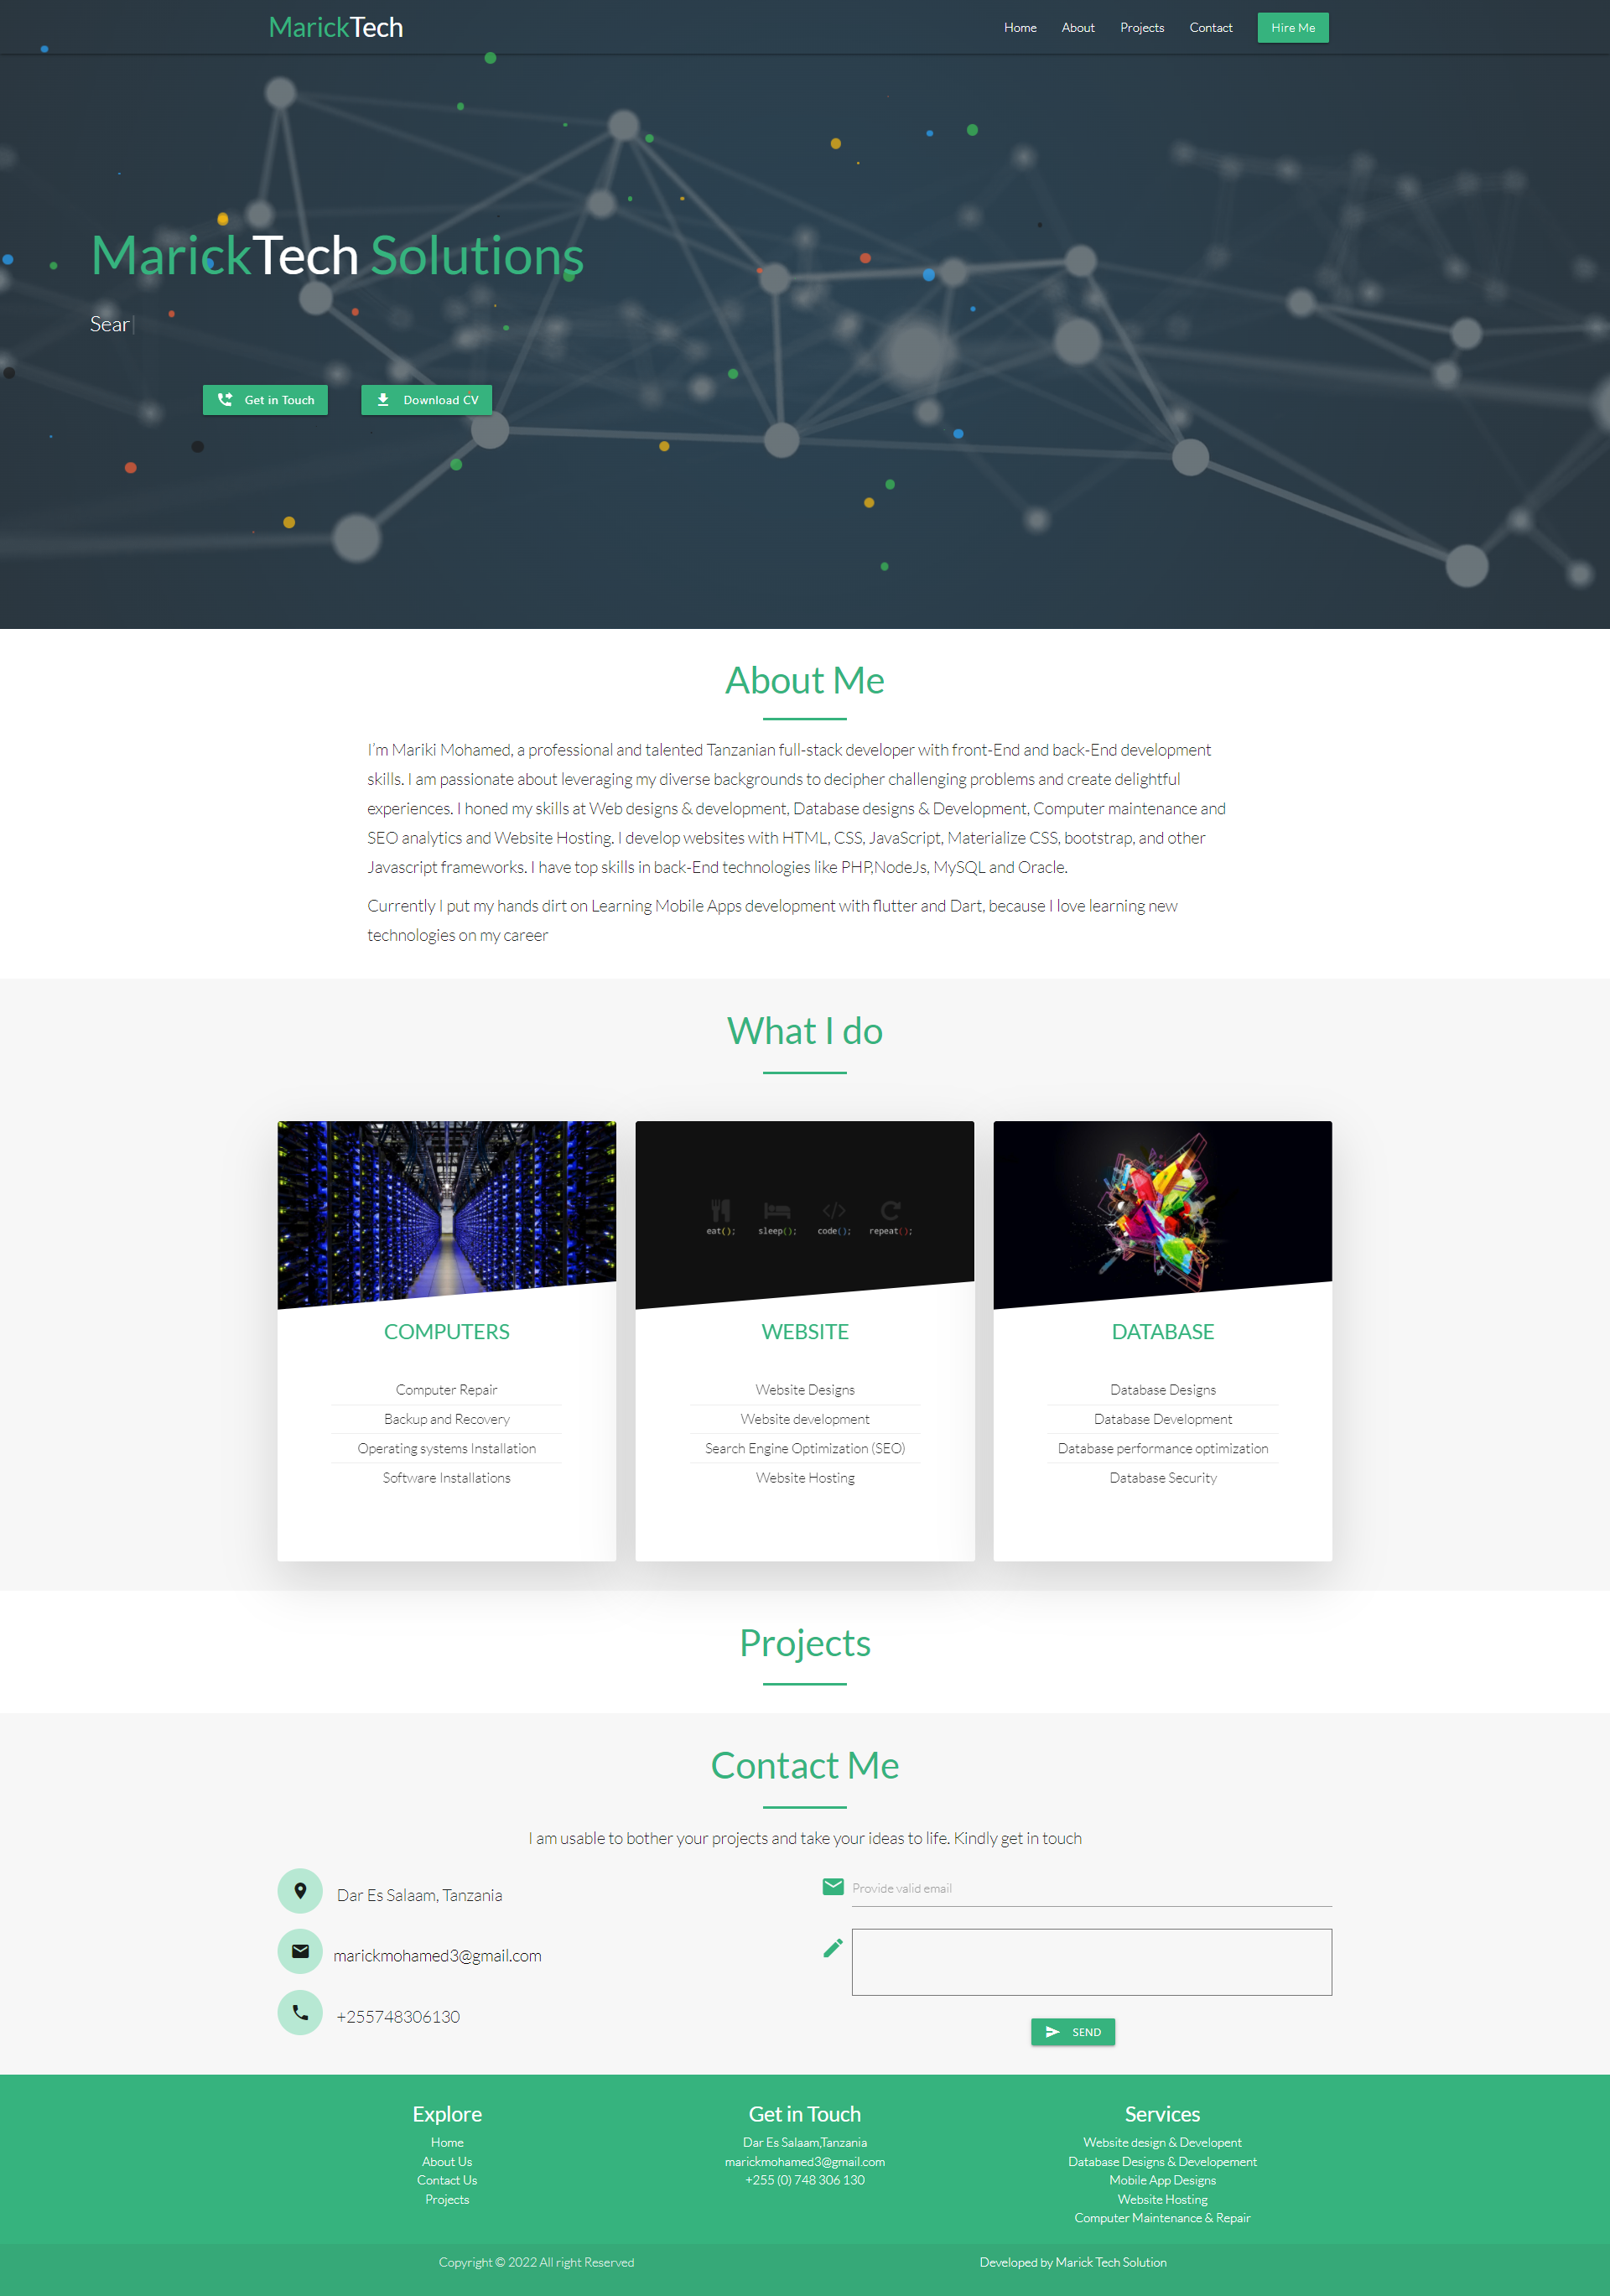 MarickTech
Home About Projects Contact Hire Me
MarickTech Solutions
Sear
Get in Touch Download CV
About Me
I'm Mariki Mohamed, a professional and talented Tanzanian full-stack developer with front-End and back-End development
skills. I am passionate about leveraging my diverse backgrounds to decipher challenging problems and create delightful
experiences. I honed my skills at Web designs & development, Database designs & Development, Computer maintenance and
SEO analytics and Website Hosting. I develop websites with HTML, CSS, JavaScript, Materialize CSS, bootstrap, and other
Javascript frameworks. I have top skills in back-End technologies like PHP,NodeJs, MySQL and Oracle.
Currently I put my hands dirt on Learning Mobile Apps development with flutter and Dart, because I love learning new
technologies on my career
What I do
eat(); sleep(); code(); repeat();
COMPUTERS
Computer Repair
Backup and Recovery
Operating systems Installation
Software Installations
WEBSITE
Website Designs
Website development
Search Engine Optimization (SEO)
Website Hosting
DATABASE
Database Designs
Database Development
Database performance optimization
Database Security
Projects
Contact Me
I am usable to bother your projects and take your ideas to life. Kindly get in touch
Dar Es Salaam, Tanzania
marickmohamed3@gmail.com
+255748306130
Provide valid email
SEND
Explore
Home
About Us
Contact Us
Projects
Get in Touch
Dar Es Salaam,Tanzania
marickmohamed3@gmail.com
+255 (0) 748 306 130
Services
Website design & Developent
Database Designs & Developement
Mobile App Designs
Website Hosting
Computer Maintenance & Repair
Copyright © 2022 All right Reserved
Developed by Marick Tech Solution